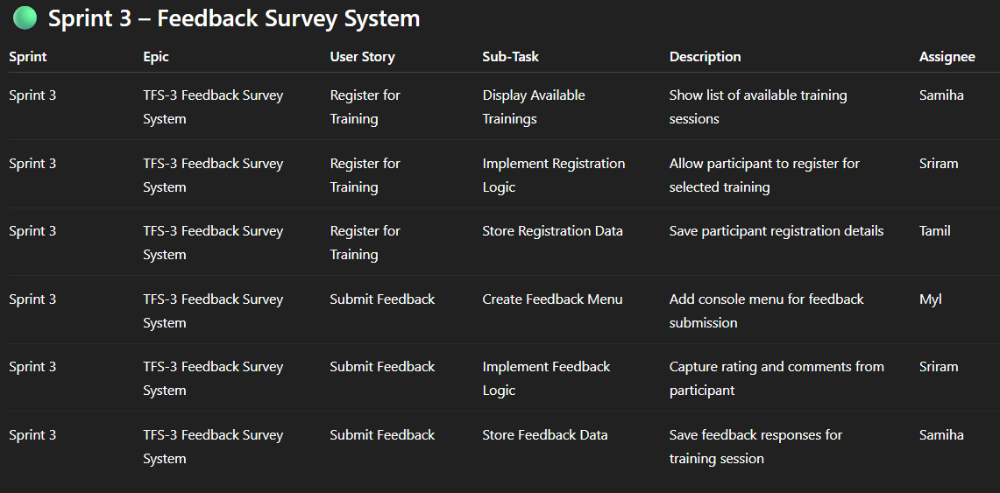 Sprint 3 – Feedback Survey System
Sprint Epic User Story Sub-Task Description Assignee
Sprint 3 TFS-3 Feedback Survey Register for Display Available Show list of available training Samiha
System Training Trainings sessions
Sprint 3 TFS-3 Feedback Survey Register for Implement Registration Allow participant to register for Sriram
System Training Logic selected training
Sprint 3 TFS-3 Feedback Survey Register for Store Registration Data Save participant registration details Tamil
System Training
Sprint 3 TFS-3 Feedback Survey Submit Feedback Create Feedback Menu Add console menu for feedback Myl
System submission
Sprint 3 TFS-3 Feedback Survey Submit Feedback Implement Feedback Capture rating and comments from Sriram
System Logic participant
Sprint 3 TFS-3 Feedback Survey Submit Feedback Store Feedback Data Save feedback responses for Samiha
System training session